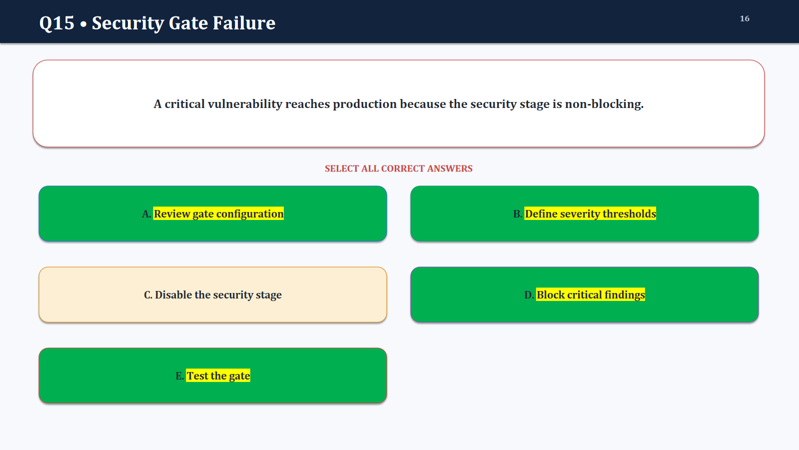 Q15 • Security Gate Failure
16
A critical vulnerability reaches production because the security stage is non-blocking.
SELECT ALL CORRECT ANSWERS
A. Review gate configuration
B. Define severity thresholds
C. Disable the security stage
D. Block critical findings
E. Test the gate